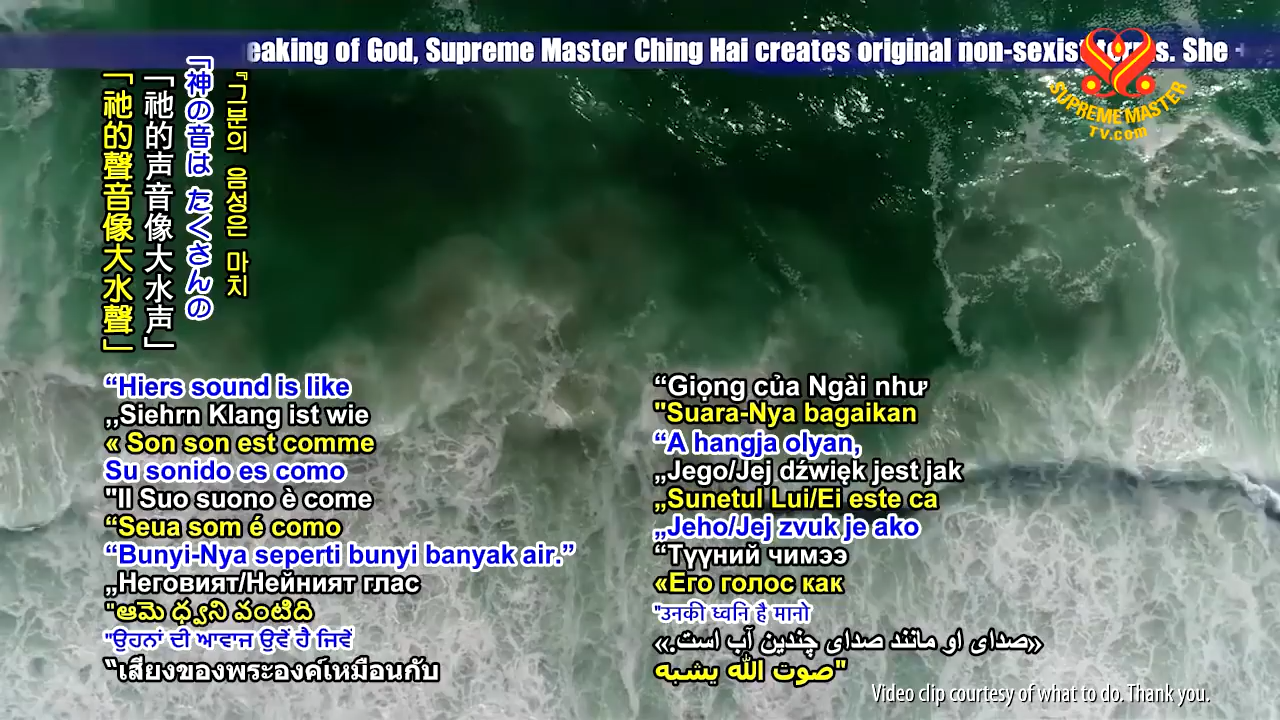 eaking of God, Supreme Master Ching Hai creates original non-sexist terms. She
SUPREME MASTER
TV.com
『그분의 음성은 마치
「神の音は たくさんの
「祂的声音像大水声」
「祂的聲音像大水聲」
“Hiers sound is like
„Siehrn Klang ist wie
« Son son est comme
Su sonido es como
"Il Suo suono è come
“Seua som é como
“Bunyi-Nya seperti bunyi banyak air.”
„Неговият/Нейният глас
"ఆమె ధ్వని వంటిది
"ਉਹਨਾਂ ਦੀ ਆਵਾਜ ਉਵੇਂ ਹੈ ਜਿਵੇਂ
“เสียงของพระองค์เหมือนกับ
“Giọng của Ngài như
"Suara-Nya bagaikan
“A hangja olyan,
„Jego/Jej dźwięk jest jak
„Sunetul Lui/Ei este ca
„Jeho/Jej zvuk je ako
“Түүний чимээ
«Его голос как
"उनकी ध्वनि है मानो
«صدای او مانند صدای چندین آب است.»
"صوت الله يشبه
Video clip courtesy of what to do. Thank you.